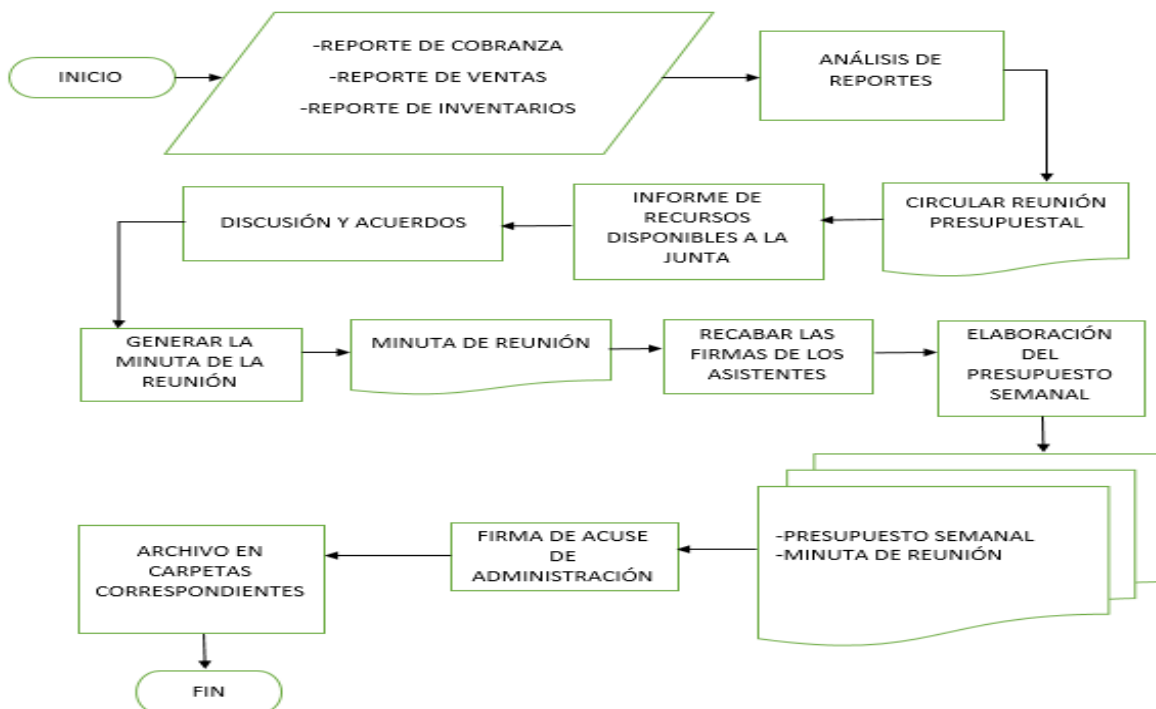 INICIO
-REPORTE DE COBRANZA
-REPORTE DE VENTAS
-REPORTE DE INVENTARIOS
ANÁLISIS DE
REPORTES
CIRCULAR REUNIÓN
PRESUPUESTAL
INFORME DE
RECURSOS
DISPONIBLES A LA
JUNTA
DISCUSIÓN Y ACUERDOS
GENERAR LA
MINUTA DE LA
REUNIÓN
MINUTA DE REUNIÓN
RECABAR LAS
FIRMAS DE LOS
ASISTENTES
ELABORACIÓN
DEL
PRESUPUESTO
SEMANAL
-PRESUPUESTO SEMANAL
-MINUTA DE REUNIÓN
FIRMA DE ACUSE
DE
ADMINISTRACIÓN
ARCHIVO EN
CARPETAS
CORRESPONDIENTES
FIN